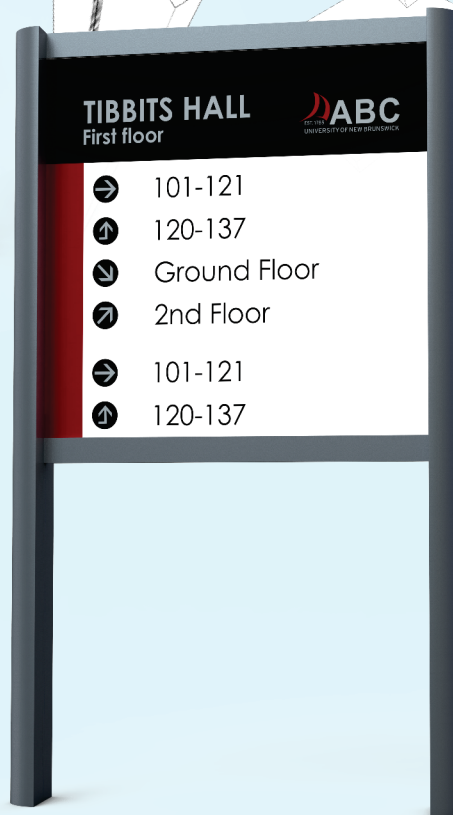 TIBBITS HALL
First floor
ABC
EST. 1785
UNIVERSITY OF NEW BRUNSWICK
101-121
120-137
Ground Floor
2nd Floor
101-121
120-137